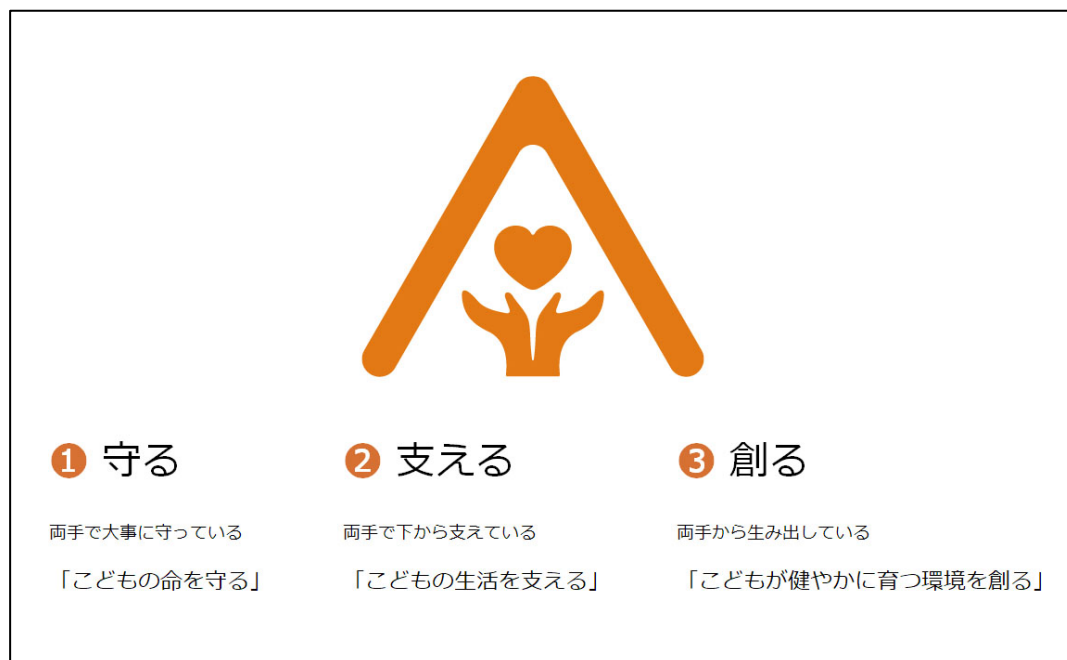 ❶ 守る
両手で大事に守っている
「こどもの命を守る」
❷ 支える
両手で下から支えている
「こどもの生活を支える」
❸ 創る
両手から生み出している
「こどもが健やかに育つ環境を創る」